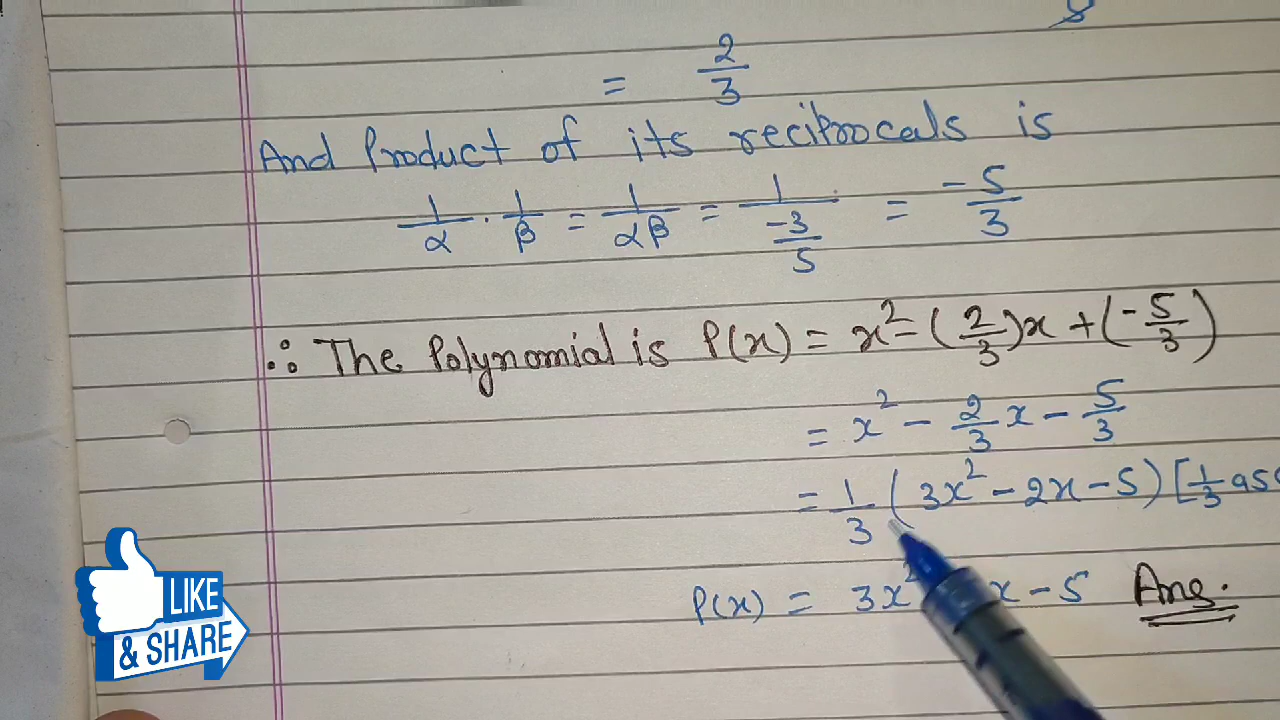 = 2/3
And Product of its reciprocals is
1/α · 1/β = 1/αβ = 1/(-3/5) = -5/3
∴ The Polynomial is P(x) = x² - (2/3)x + (-5/3)
= x² - 2/3 x - 5/3
= 1/3 (3x² - 2x - 5) [1/3
P(x) = 3x² x - 5 Ans.
LIKE
& SHARE